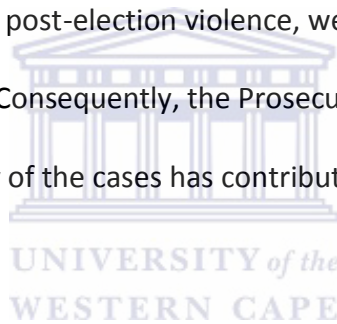 post-election violence, we
Consequently, the Prosecu
of the cases has contribut
UNIVERSITY of the
WESTERN CAPE